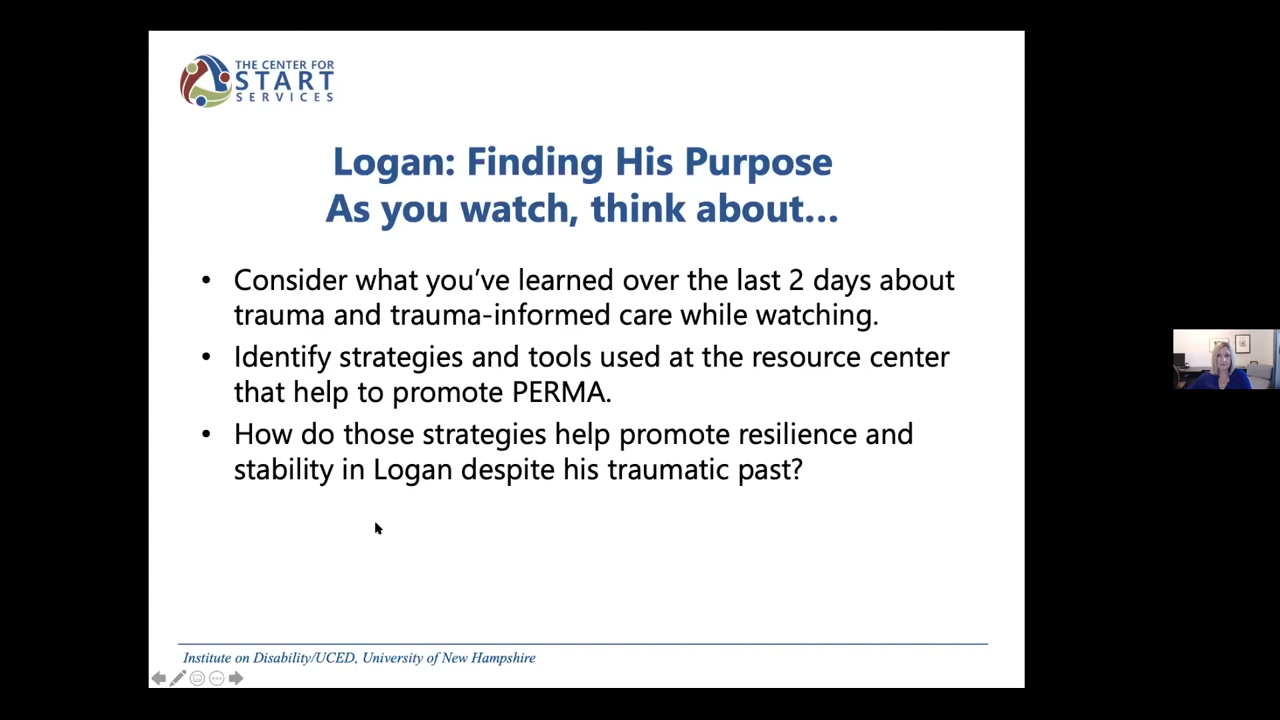 THE CENTER FOR
START
SERVICES
Logan: Finding His Purpose
As you watch, think about…
• Consider what you’ve learned over the last 2 days about
trauma and trauma-informed care while watching.
• Identify strategies and tools used at the resource center
that help to promote PERMA.
• How do those strategies help promote resilience and
stability in Logan despite his traumatic past?
Institute on Disability/UCED, University of New Hampshire